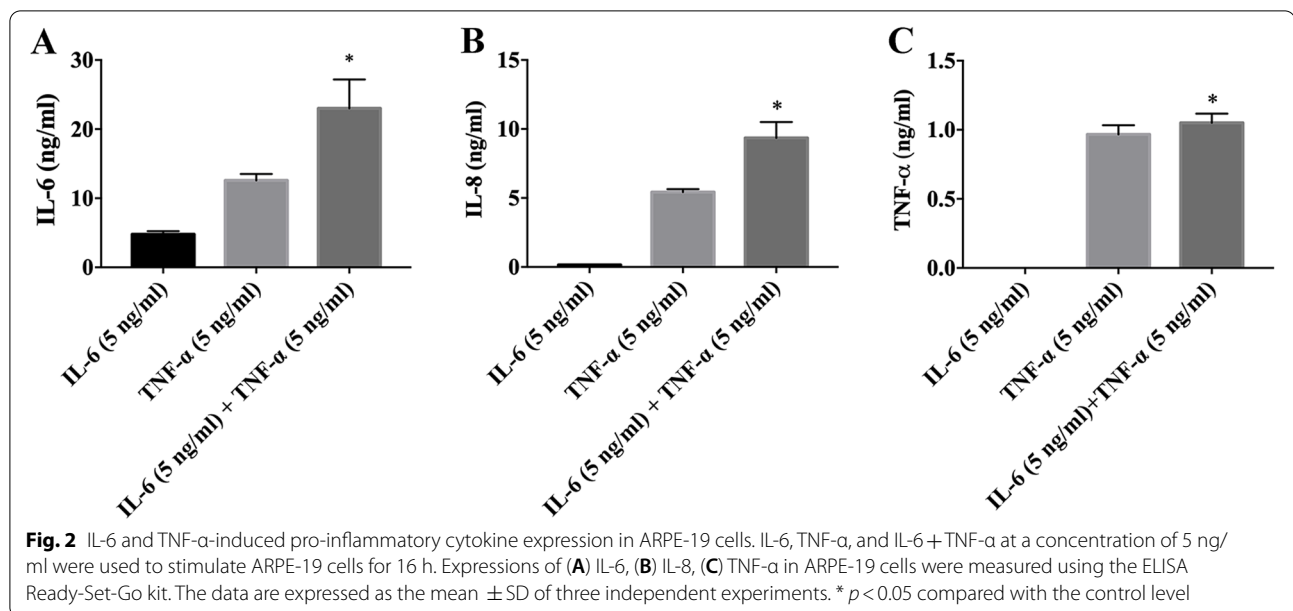 A
B
C
IL-6 (ng/ml)
30
20
10
0
*
IL-6 (5 ng/ml)
TNF-α (5 ng/ml)
IL-6 (5 ng/ml) + TNF-α (5 ng/ml)
IL-8 (ng/ml)
15
10
5
0
*
IL-6 (5 ng/ml)
TNF-α (5 ng/ml)
IL-6 (5 ng/ml) + TNF-α (5 ng/ml)
TNF-α (ng/ml)
1.5
1.0
0.5
0.0
*
IL-6 (5 ng/ml)
TNF-α (5 ng/ml)
IL-6 (5 ng/ml)+TNF-α (5 ng/ml)
Fig. 2 IL-6 and TNF-α-induced pro-inflammatory cytokine expression in ARPE-19 cells. IL-6, TNF-α, and IL-6 + TNF-α at a concentration of 5 ng/
ml were used to stimulate ARPE-19 cells for 16 h. Expressions of (A) IL-6, (B) IL-8, (C) TNF-α in ARPE-19 cells were measured using the ELISA
Ready-Set-Go kit. The data are expressed as the mean ± SD of three independent experiments. * p < 0.05 compared with the control level